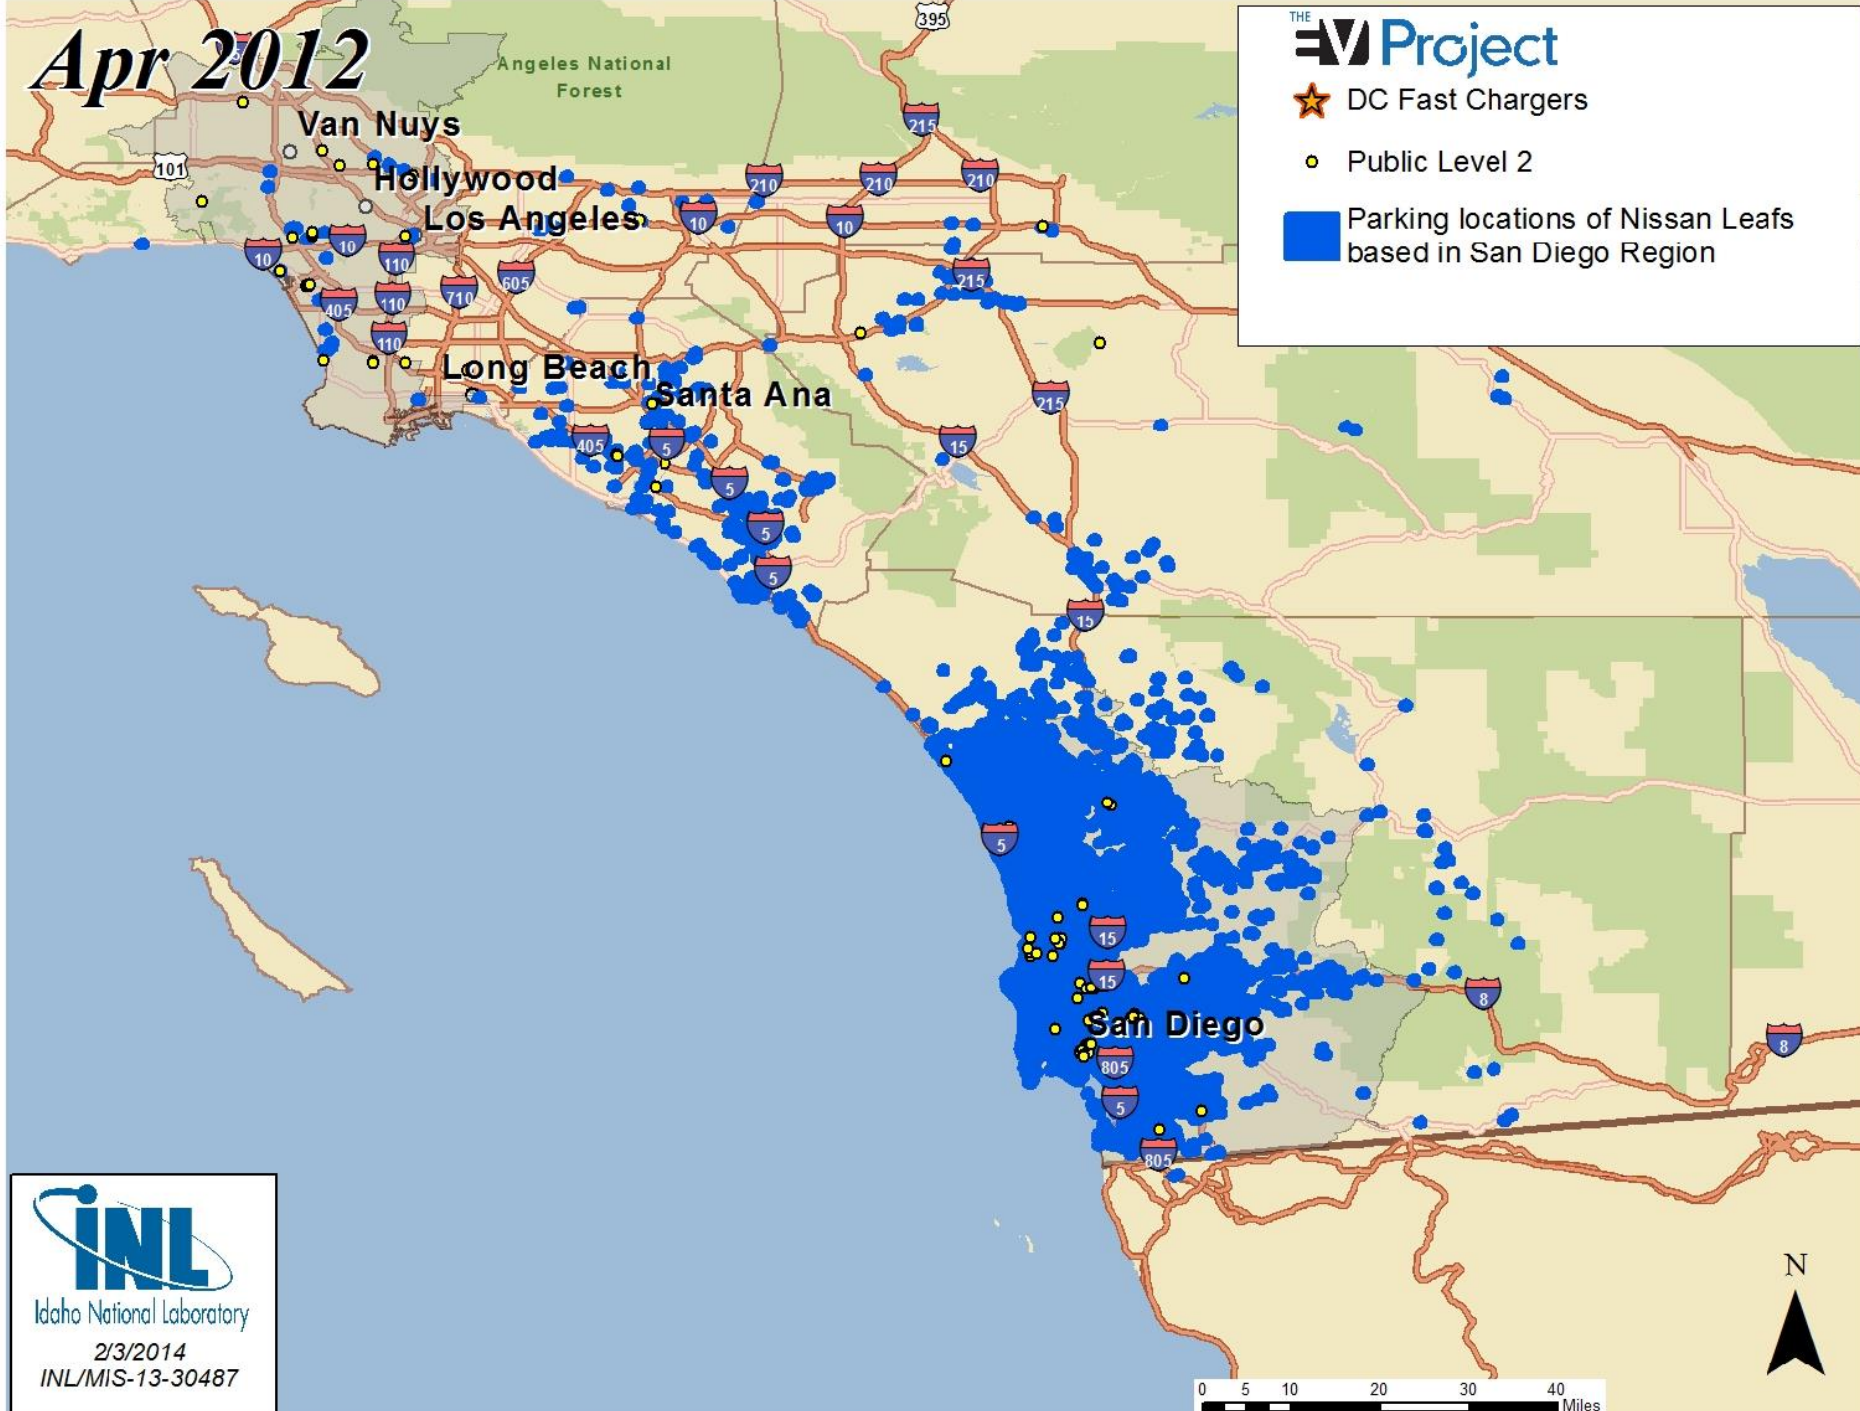 Apr 2012
THE
EV Project
DC Fast Chargers
Public Level 2
Parking locations of Nissan Leafs
based in San Diego Region
395
Angeles National
Forest
215
Van Nuys
101
Hollywood
210
210
210
Los Angeles
10
10
10
10
110
215
605
710
110
405
110
Long Beach
Santa Ana
215
405
5
15
5
5
5
15
5
15
15
8
San Diego
8
805
5
805
INL
Idaho National Laboratory
2/3/2014
INL/MIS-13-30487
N
0 5 10 20 30 40
Miles